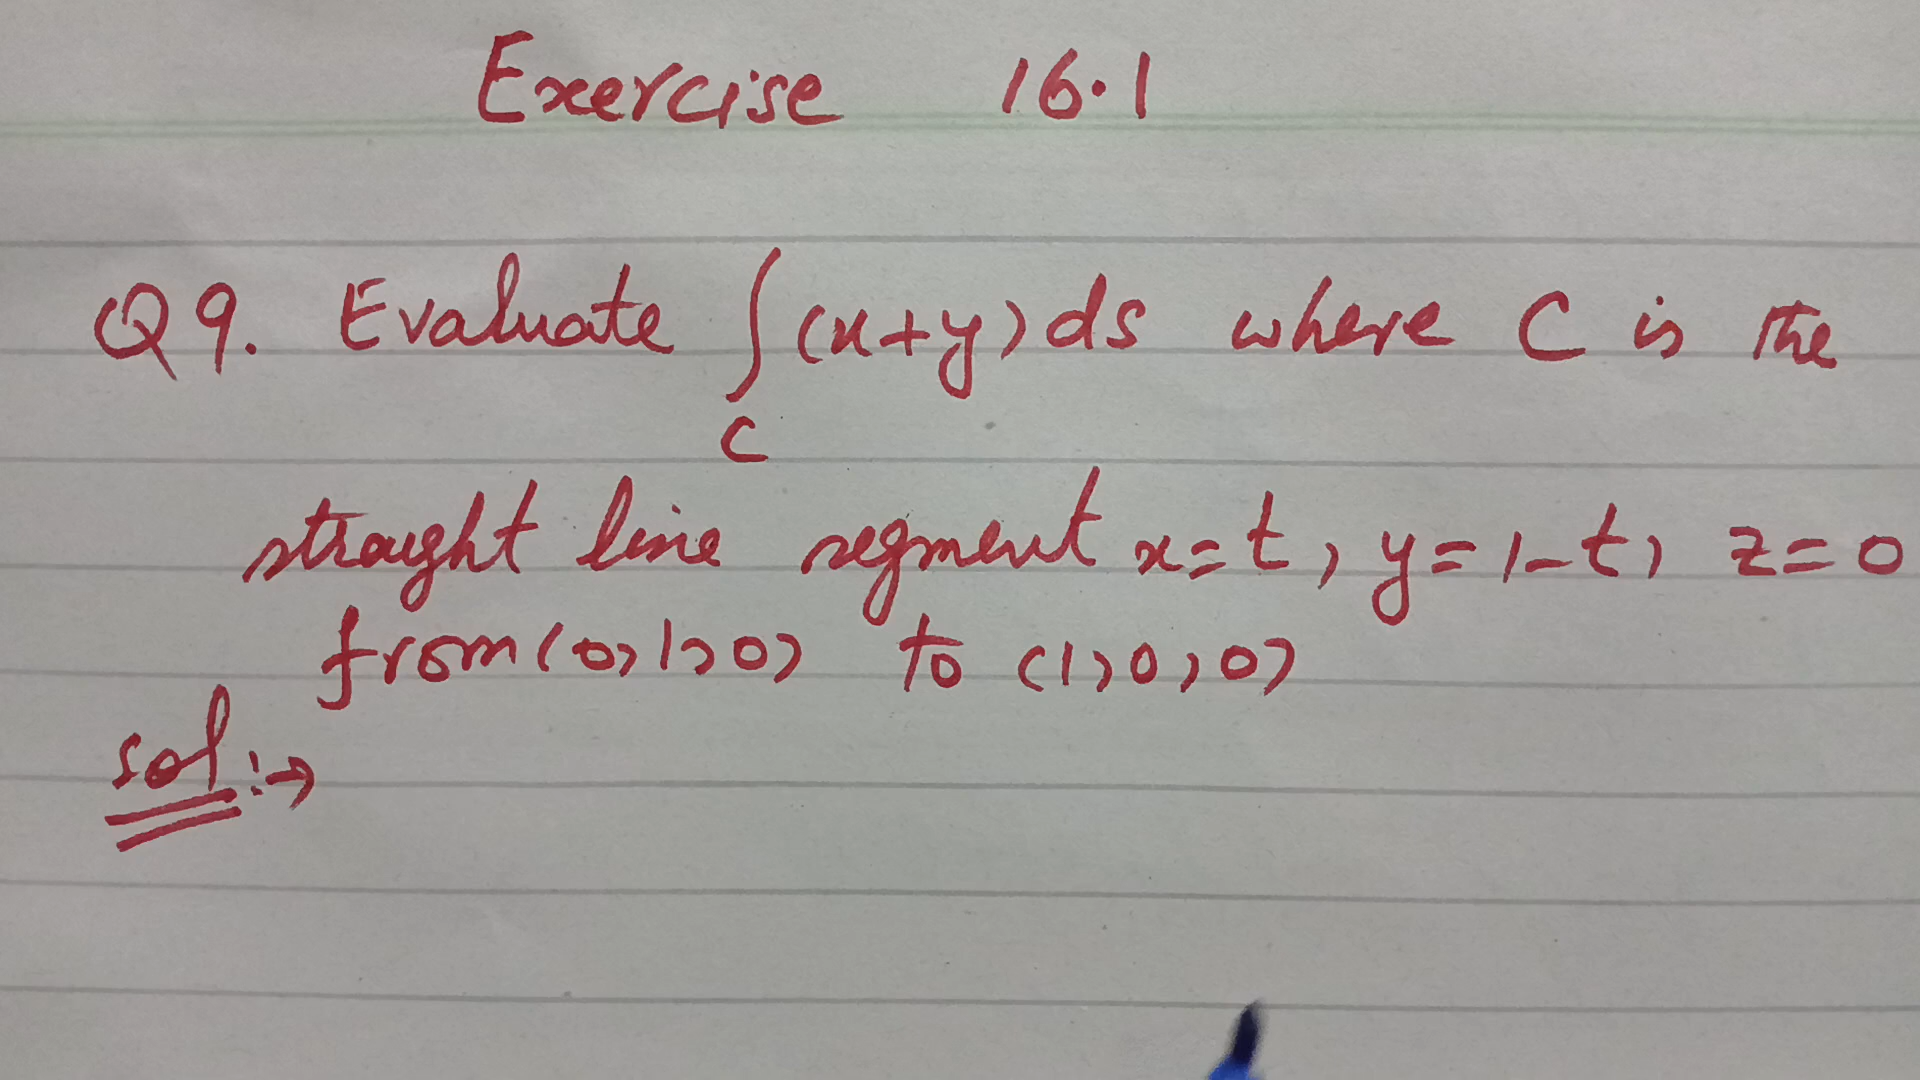 Exercise 16.1
Q9. Evaluate ∫(x+y)ds where C is the
C
straight line segment x=t, y=1-t, z=0
from(0,1,0) to (1,0,0)
sol:→